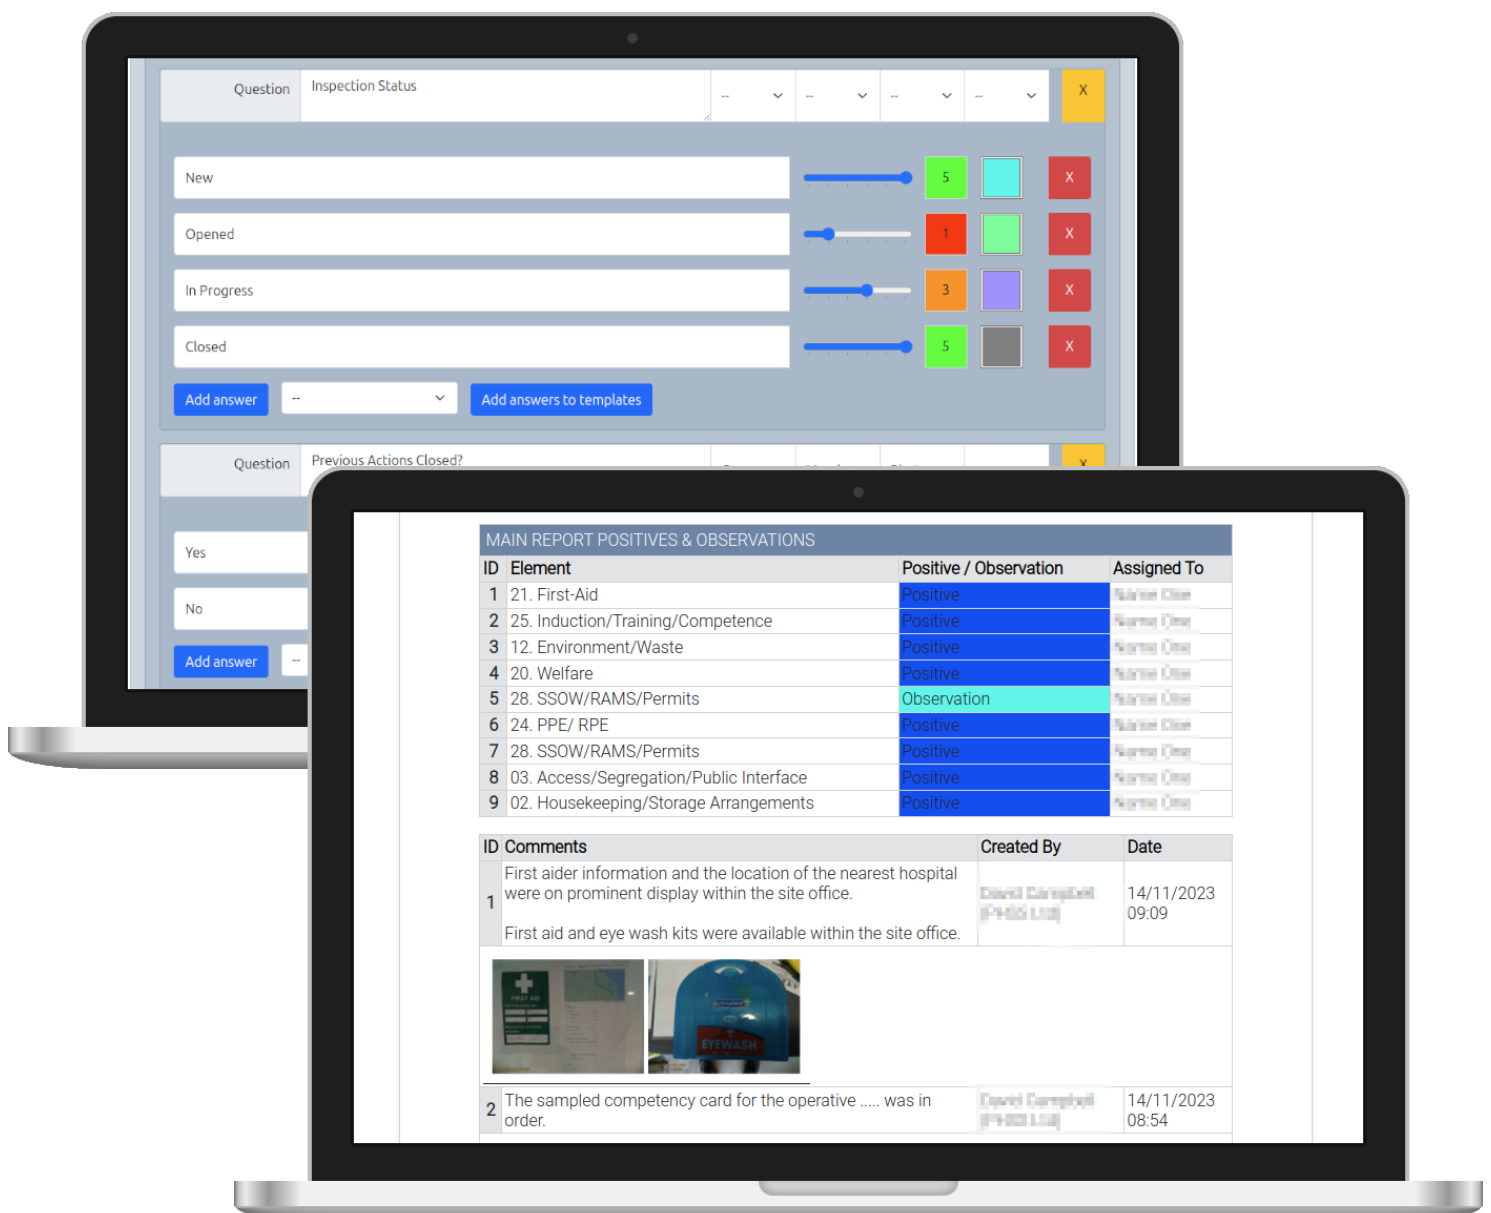 Question Inspection Status -- -- -- -- X
New 5 X
Opened 1 X
In Progress 3 X
Closed 5 X
Add answer -- Add answers to templates
Question Previous Actions Closed? X
Yes
No
Add answer --
MAIN REPORT POSITIVES & OBSERVATIONS
ID Element Positive / Observation Assigned To
1 21. First-Aid Positive
2 25. Induction/Training/Competence Positive
3 12. Environment/Waste Positive
4 20. Welfare Positive
5 28. SSOW/RAMS/Permits Observation
6 24. PPE/ RPE Positive
7 28. SSOW/RAMS/Permits Positive
8 03. Access/Segregation/Public Interface Positive
9 02. Housekeeping/Storage Arrangements Positive
ID Comments Created By Date
1 First aider information and the location of the nearest hospital
were on prominent display within the site office.
First aid and eye wash kits were available within the site office.
14/11/2023
09:09
FIRST AID
EYEWASH
2 The sampled competency card for the operative ..... was in
order.
14/11/2023
08:54